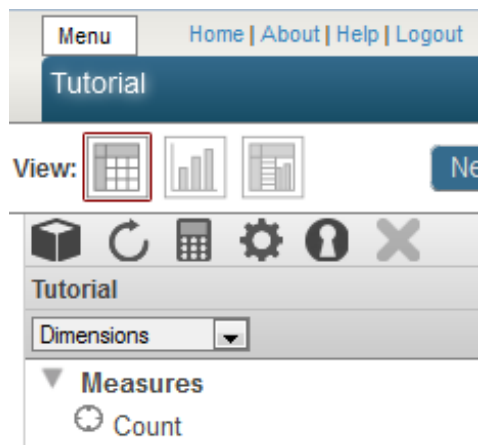 Menu Home | About | Help | Logout
Tutorial
View: Ne
Tutorial
Dimensions
Measures
Count